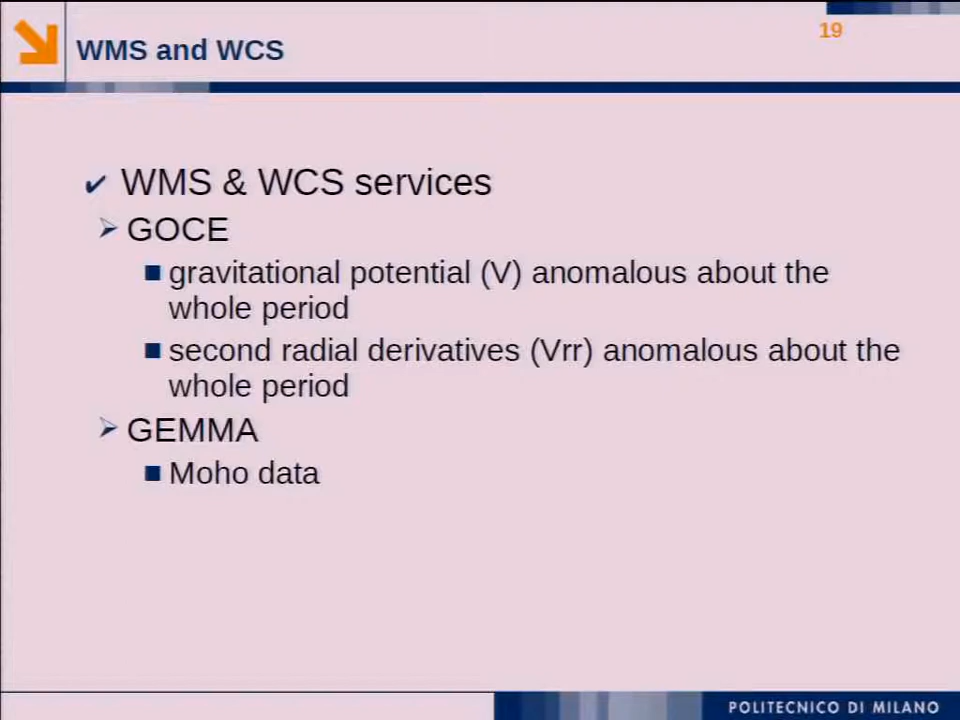 19
WMS and WCS
WMS & WCS services
GOCE
gravitational potential (V) anomalous about the
whole period
second radial derivatives (Vrr) anomalous about the
whole period
GEMMA
Moho data
POLITECNICO DI MILANO